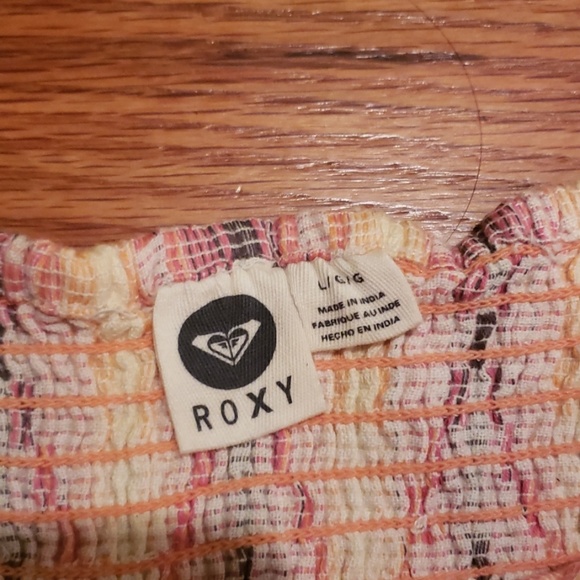 ROXY
L/G/G
MADE IN INDIA
FABRIQUE AU INDE
HECHO EN INDIA